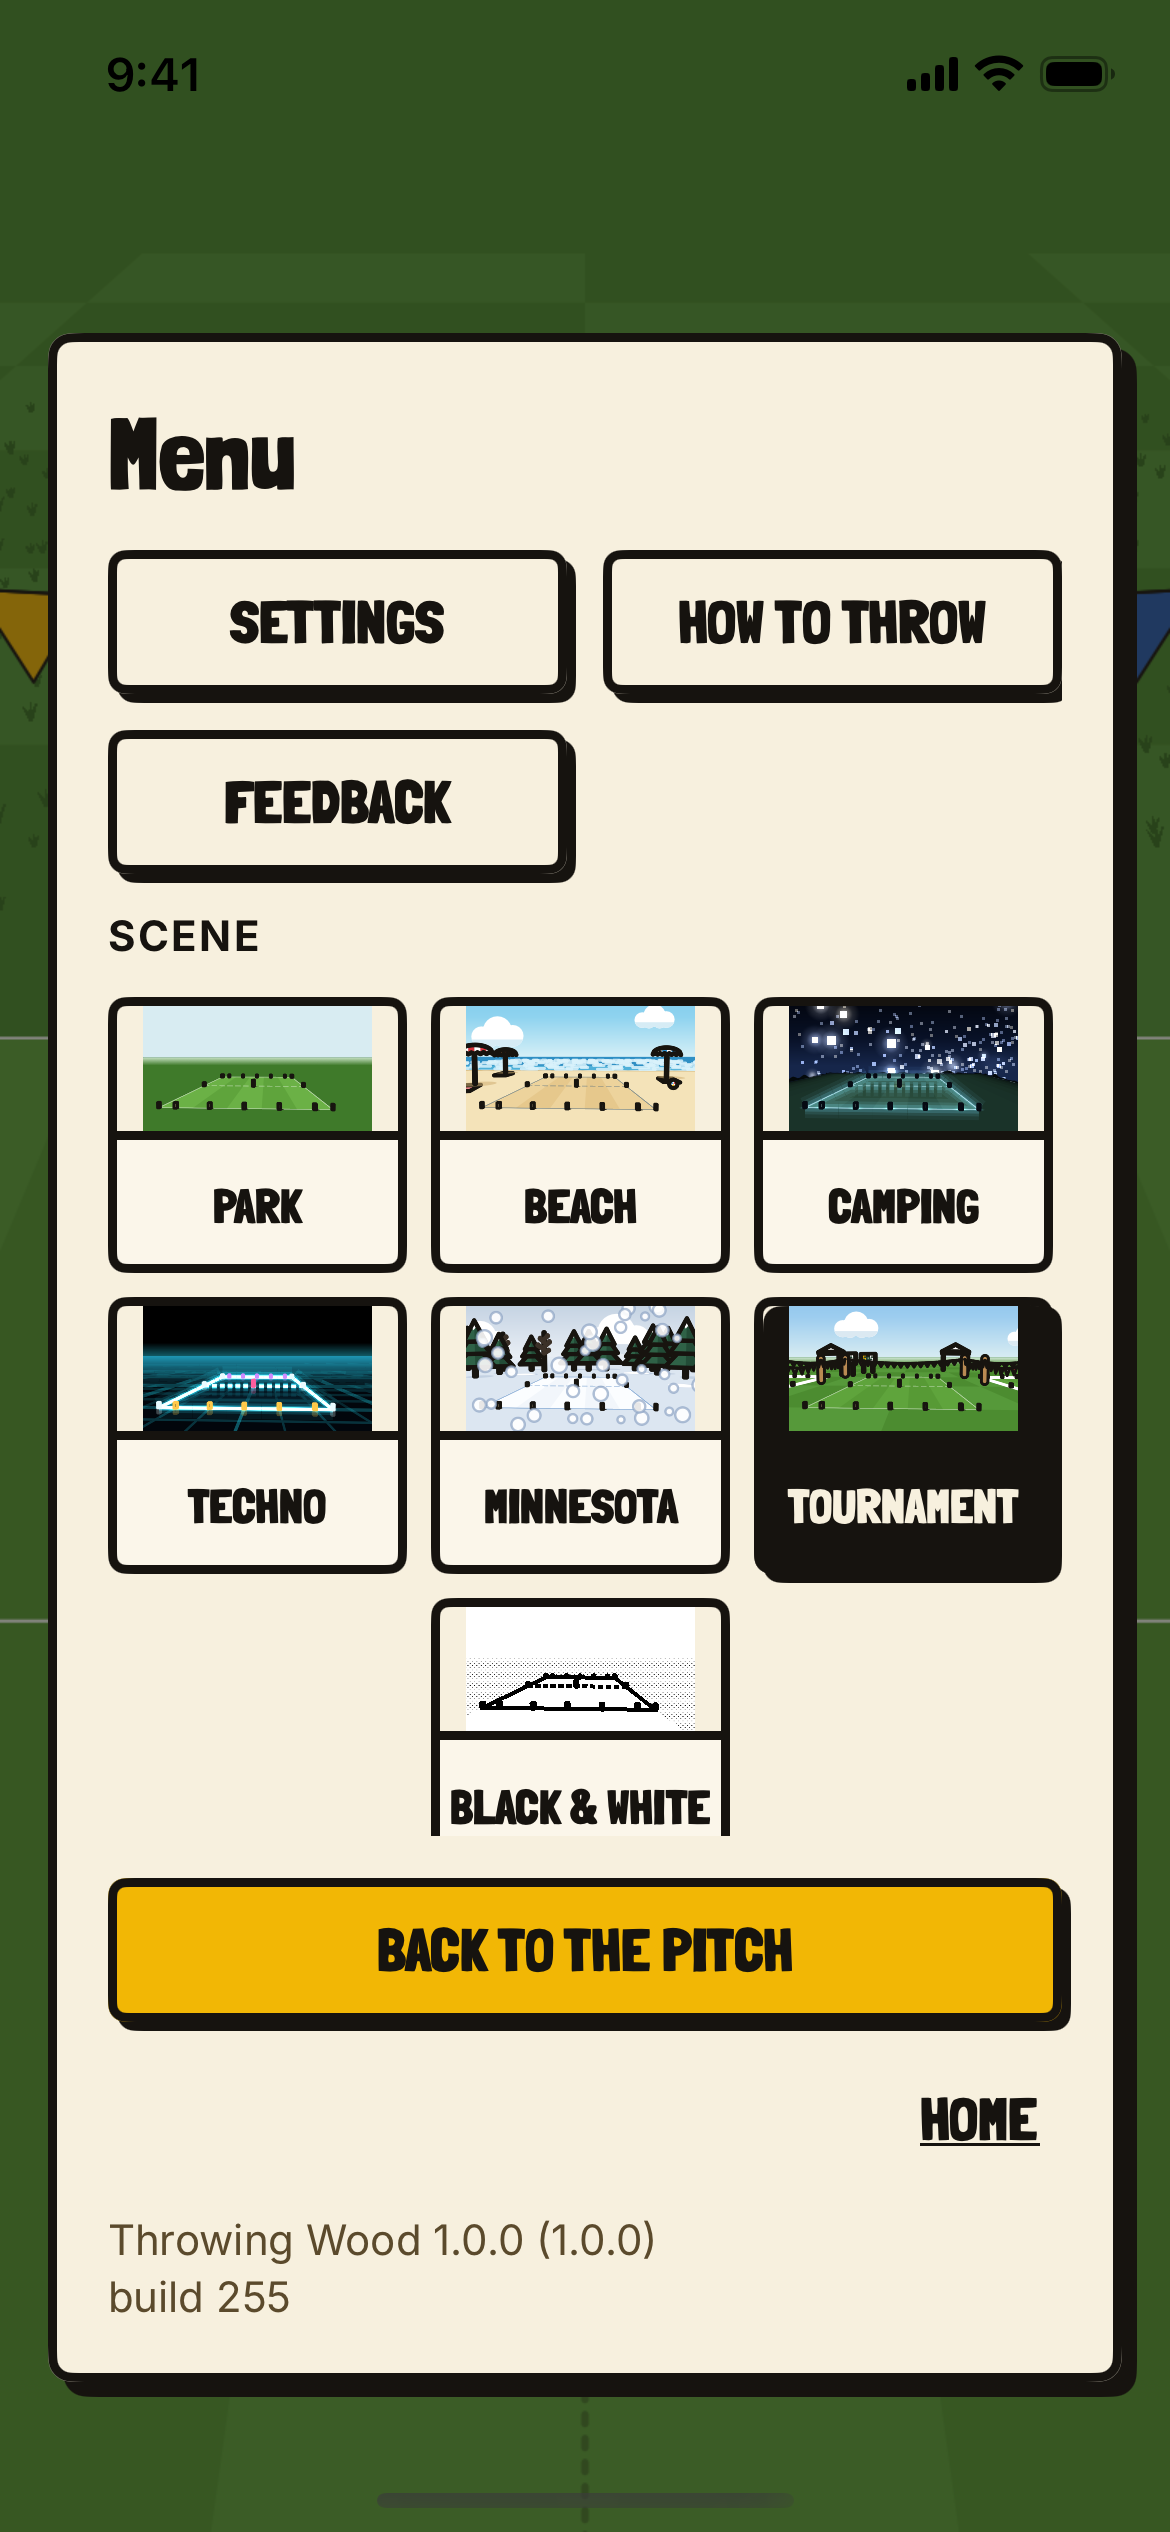 9:41
Menu
SETTINGS
HOW TO THROW
FEEDBACK
SCENE
PARK
BEACH
CAMPING
TECHNO
MINNESOTA
TOURNAMENT
BLACK & WHITE
BACK TO THE PITCH
HOME
Throwing Wood 1.0.0 (1.0.0)
build 255